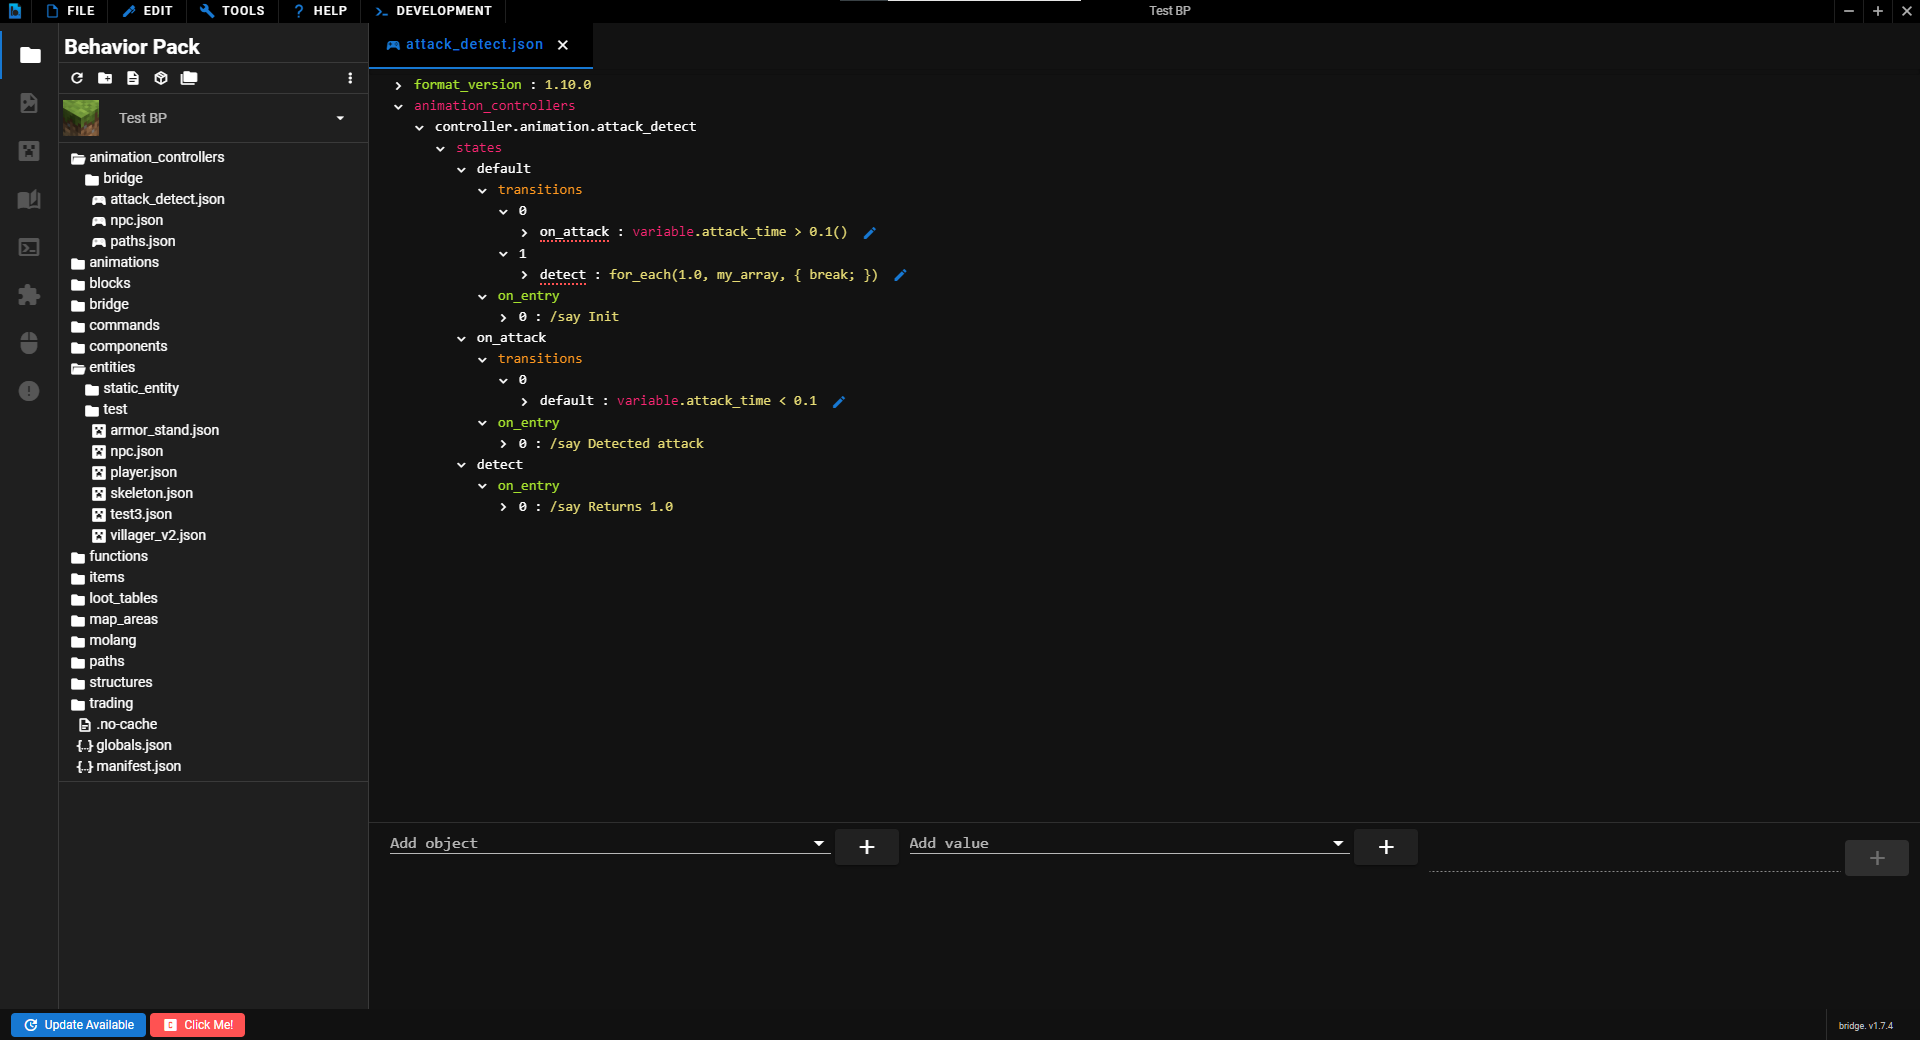 FILE EDIT TOOLS HELP DEVELOPMENT Test BP
Behavior Pack
Test BP
animation_controllers
bridge
attack_detect.json
npc.json
paths.json
animations
blocks
bridge
commands
components
entities
static_entity
test
armor_stand.json
npc.json
player.json
skeleton.json
test3.json
villager_v2.json
functions
items
loot_tables
map_areas
molang
paths
structures
trading
.no-cache
{..} globals.json
{..} manifest.json
attack_detect.json
format_version : 1.10.0
animation_controllers
controller.animation.attack_detect
states
default
transitions
0
on_attack : variable.attack_time > 0.1()
1
detect : for_each(1.0, my_array, { break; })
on_entry
0 : /say Init
on_attack
transitions
0
default : variable.attack_time < 0.1
on_entry
0 : /say Detected attack
detect
on_entry
0 : /say Returns 1.0
Add object + Add value + +
Update Available Click Me! bridge. v1.7.4